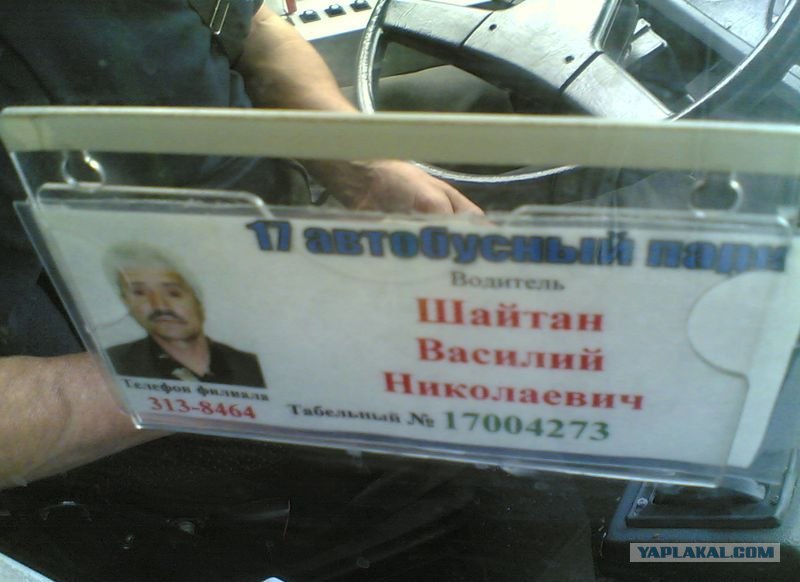 17 автобусный парк
Водитель
Шайтан
Василий
Николаевич
Телефон филиала
313-8464
Табельный № 17004273
YAPLAKAL.COM